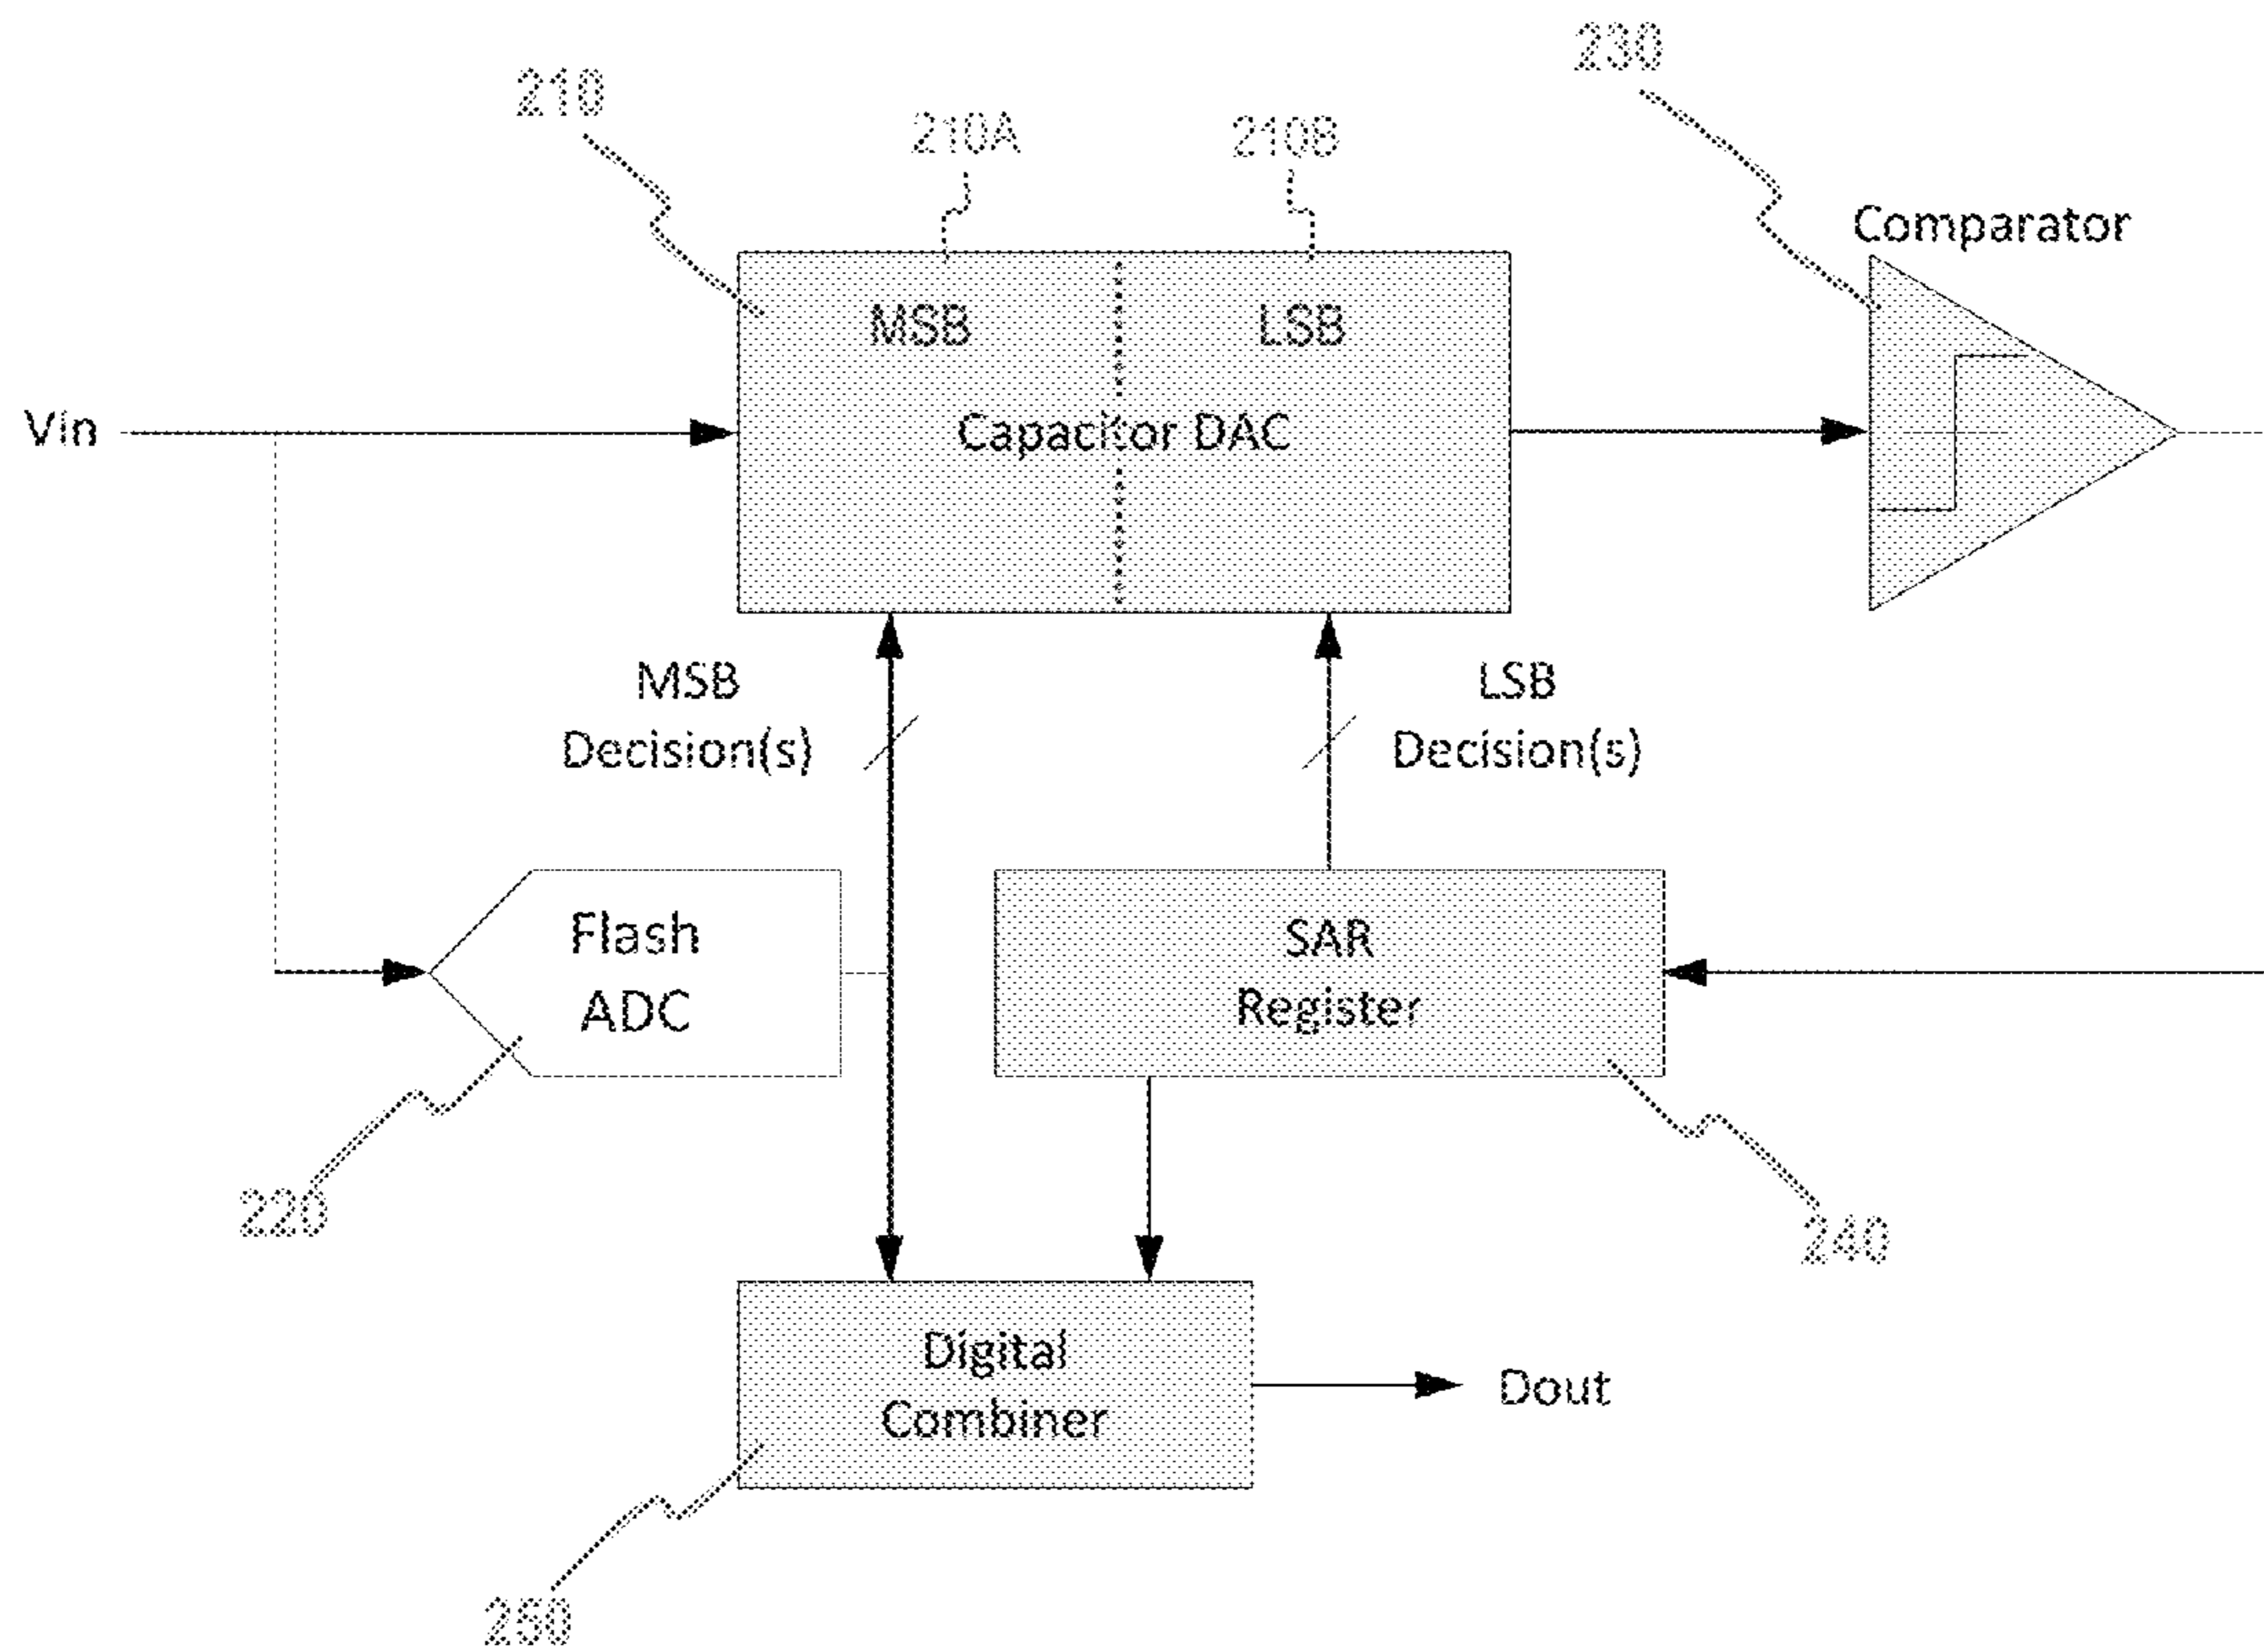 230
210
210A
210B
Comparator
MSB
LSB
Vin
Capacitor DAC
MSB
Decision(s)
LSB
Decision(s)
Flash
ADC
SAR
Register
220
240
Digital
Combiner
Dout
250